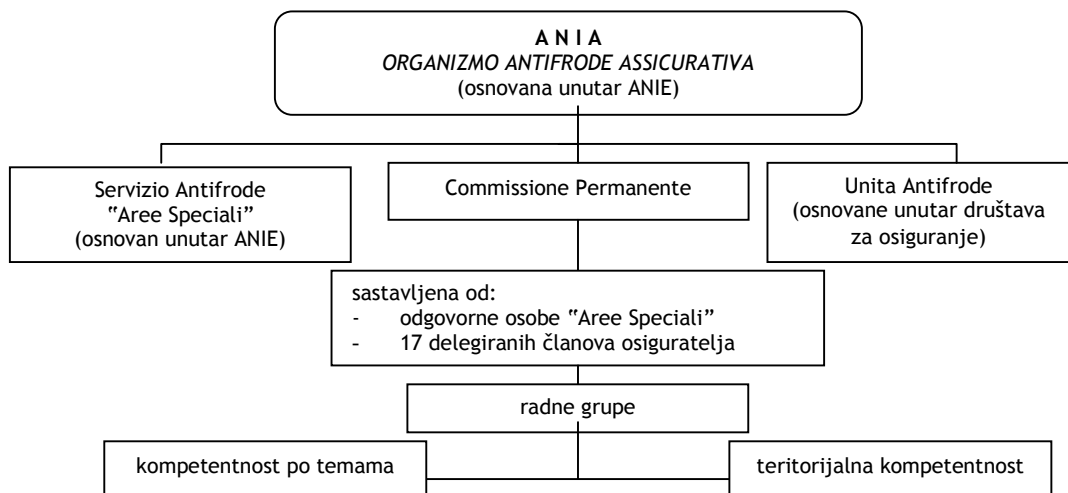 A N I A
ORGANIZMO ANTIFRODE ASSICURATIVA
(osnovana unutar ANIE)
Servizio Antifrode
"Aree Speciali"
(osnovan unutar ANIE)
Commissione Permanente
Unita Antifrode
(osnovane unutar društava
za osiguranje)
sastavljena od:
- odgovorne osobe "Aree Speciali"
- 17 delegiranih članova osiguratelja
radne grupe
kompetentnost po temama
teritorijalna kompetentnost